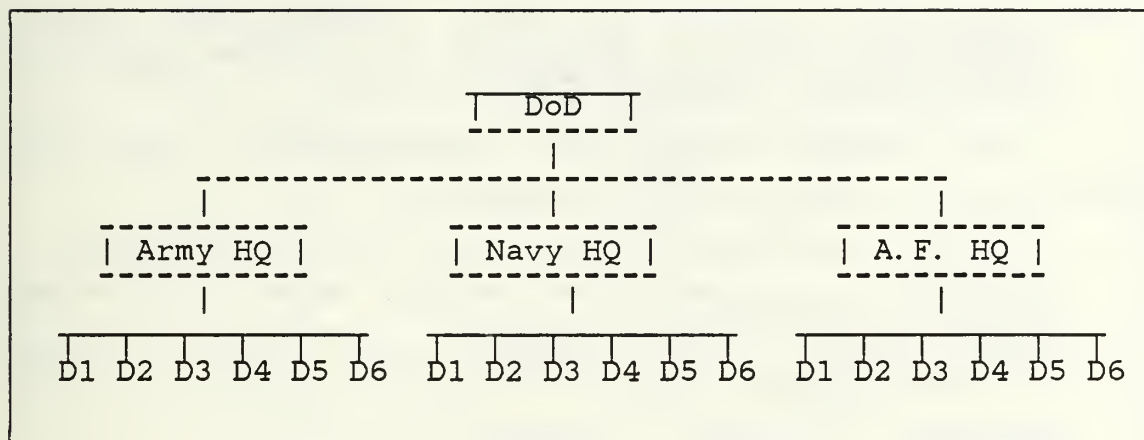 DoD
Army HQ Navy HQ A.F. HQ
D1 D2 D3 D4 D5 D6 D1 D2 D3 D4 D5 D6 D1 D2 D3 D4 D5 D6